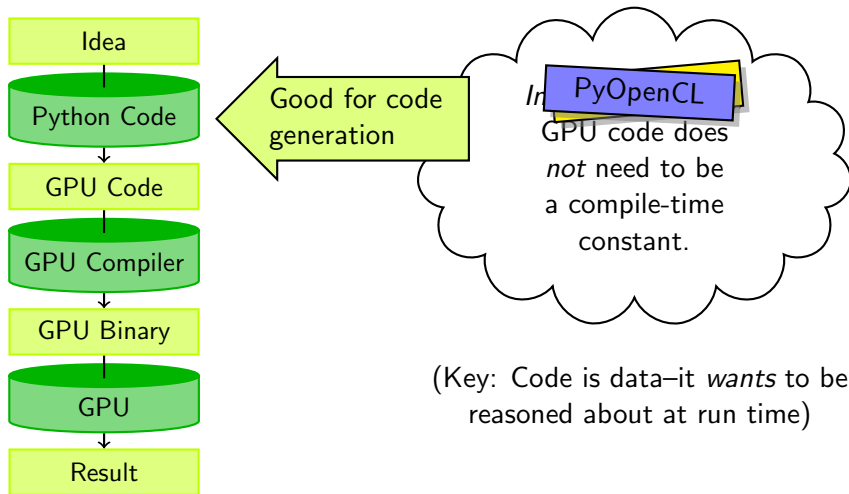 Idea
Python Code
GPU Code
GPU Compiler
GPU Binary
GPU
Result
Good for code
generation
PyOpenCL
GPU code does
not need to be
a compile-time
constant.
(Key: Code is data–it wants to be
reasoned about at run time)